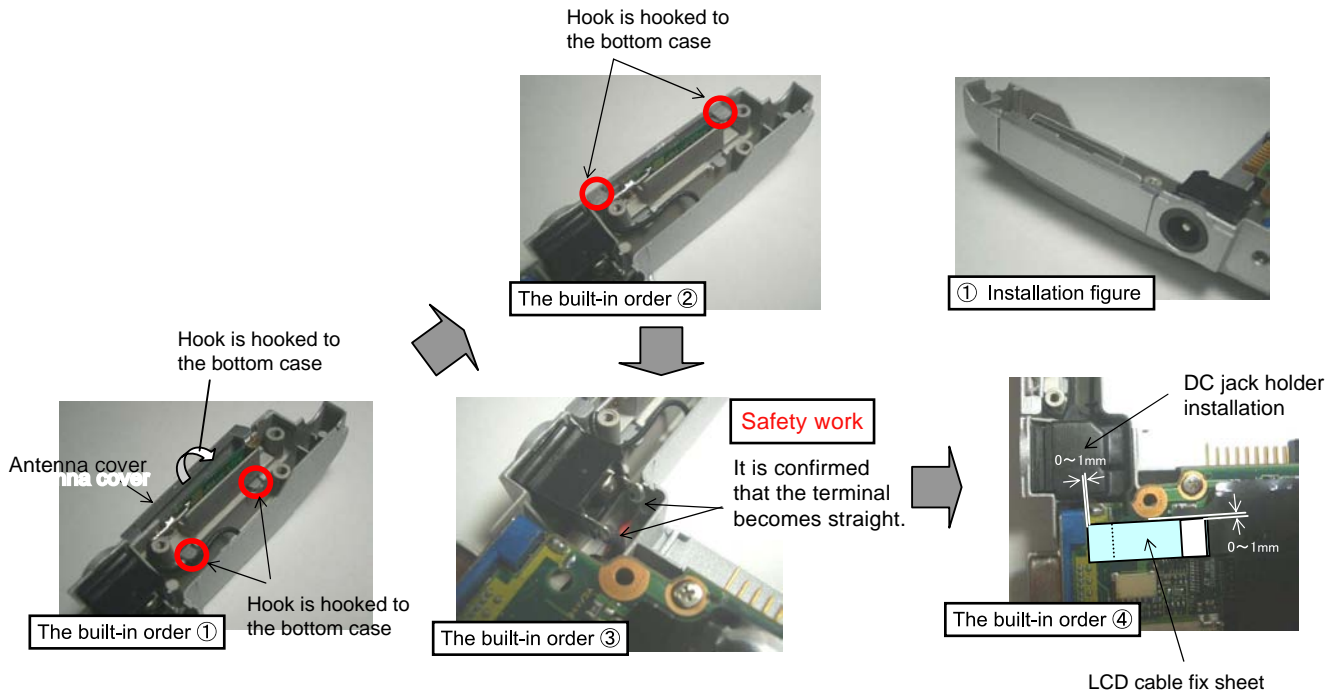 Hook is hooked to
the bottom case
The built-in order ②
① Installation figure
Hook is hooked to
the bottom case
Antenna cover
nna cover
Hook is hooked to
the bottom case
The built-in order ①
Safety work
It is confirmed
that the terminal
becomes straight.
The built-in order ③
DC jack holder
installation
0～1mm
0～1mm
The built-in order ④
LCD cable fix sheet